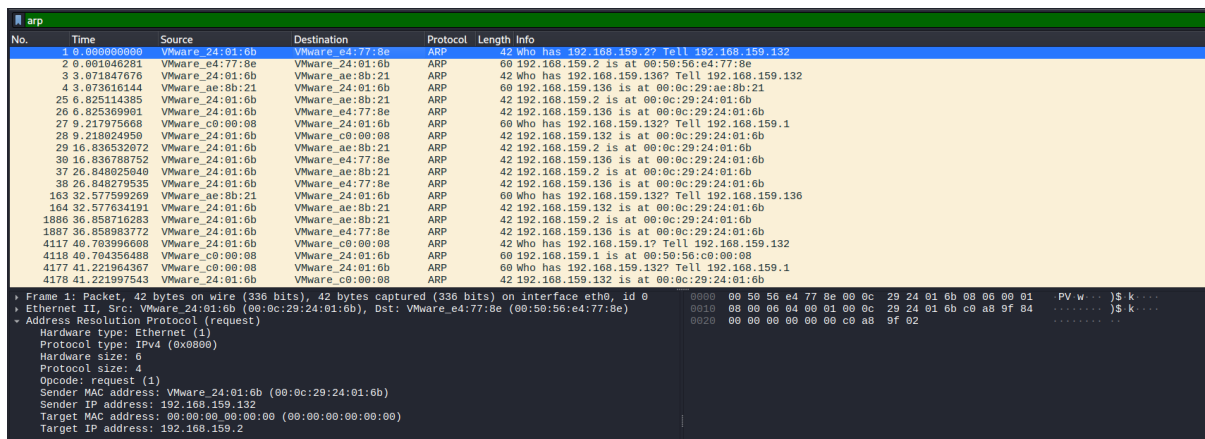 arp
No. Time Source Destination Protocol Length Info
1 0.000000000 VMware_24:01:6b VMware_e4:77:8e ARP 42 Who has 192.168.159.2? Tell 192.168.159.132
2 0.001046281 VMware_e4:77:8e VMware_24:01:6b ARP 60 192.168.159.2 is at 00:50:56:e4:77:8e
3 3.071847676 VMware_24:01:6b VMware_ae:8b:21 ARP 42 Who has 192.168.159.136? Tell 192.168.159.132
4 3.073616144 VMware_ae:8b:21 VMware_24:01:6b ARP 60 192.168.159.136 is at 00:0c:29:ae:8b:21
25 6.825114385 VMware_24:01:6b VMware_ae:8b:21 ARP 42 192.168.159.2 is at 00:0c:29:24:01:6b
26 6.825369901 VMware_24:01:6b VMware_e4:77:8e ARP 42 192.168.159.136 is at 00:0c:29:24:01:6b
27 9.217975668 VMware_c0:00:08 VMware_24:01:6b ARP 60 Who has 192.168.159.132? Tell 192.168.159.1
28 9.218024950 VMware_24:01:6b VMware_c0:00:08 ARP 42 192.168.159.132 is at 00:0c:29:24:01:6b
29 16.836532072 VMware_24:01:6b VMware_ae:8b:21 ARP 42 192.168.159.2 is at 00:0c:29:24:01:6b
30 16.836788752 VMware_24:01:6b VMware_e4:77:8e ARP 42 192.168.159.136 is at 00:0c:29:24:01:6b
37 26.848025040 VMware_24:01:6b VMware_ae:8b:21 ARP 42 192.168.159.2 is at 00:0c:29:24:01:6b
38 26.848279535 VMware_24:01:6b VMware_e4:77:8e ARP 42 192.168.159.136 is at 00:0c:29:24:01:6b
163 32.577599269 VMware_ae:8b:21 VMware_24:01:6b ARP 60 Who has 192.168.159.132? Tell 192.168.159.136
164 32.577634191 VMware_24:01:6b VMware_ae:8b:21 ARP 42 192.168.159.132 is at 00:0c:29:24:01:6b
1886 36.858716283 VMware_24:01:6b VMware_ae:8b:21 ARP 42 192.168.159.2 is at 00:0c:29:24:01:6b
1887 36.858983772 VMware_24:01:6b VMware_e4:77:8e ARP 42 192.168.159.136 is at 00:0c:29:24:01:6b
4117 40.703996608 VMware_24:01:6b VMware_c0:00:08 ARP 42 Who has 192.168.159.1? Tell 192.168.159.132
4118 40.704356488 VMware_c0:00:08 VMware_24:01:6b ARP 60 192.168.159.1 is at 00:50:56:c0:00:08
4177 41.221964367 VMware_c0:00:08 VMware_24:01:6b ARP 60 Who has 192.168.159.132? Tell 192.168.159.1
4178 41.221997543 VMware_24:01:6b VMware_c0:00:08 ARP 42 192.168.159.132 is at 00:0c:29:24:01:6b
Frame 1: Packet, 42 bytes on wire (336 bits), 42 bytes captured (336 bits) on interface eth0, id 0
Ethernet II, Src: VMware_24:01:6b (00:0c:29:24:01:6b), Dst: VMware_e4:77:8e (00:50:56:e4:77:8e)
Address Resolution Protocol (request)
Hardware type: Ethernet (1)
Protocol type: IPv4 (0x0800)
Hardware size: 6
Protocol size: 4
Opcode: request (1)
Sender MAC address: VMware_24:01:6b (00:0c:29:24:01:6b)
Sender IP address: 192.168.159.132
Target MAC address: 00:00:00_00:00:00 (00:00:00:00:00:00)
Target IP address: 192.168.159.2
0000 00 50 56 e4 77 8e 00 0c 29 24 01 6b 08 06 00 01 ·PV·w··· )$·k····
0010 08 00 06 04 00 01 00 0c 29 24 01 6b c0 a8 9f 84 ········ )$·k····
0020 00 00 00 00 00 00 c0 a8 9f 02 ········ ··